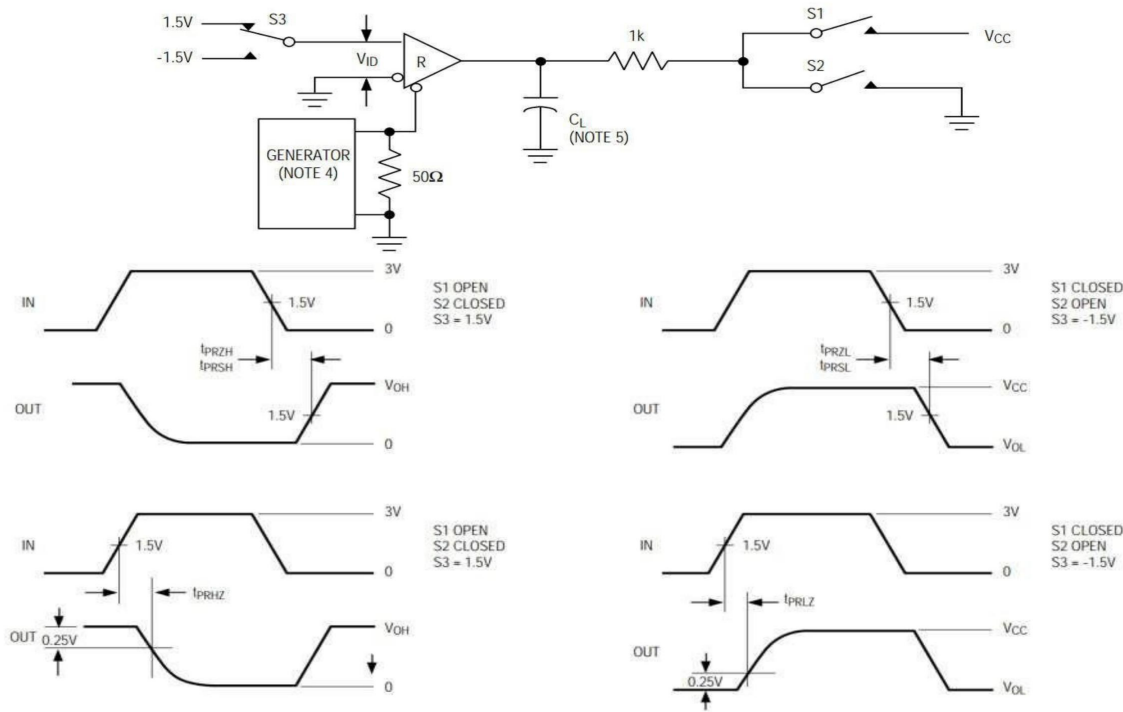 1.5V
S3
-1.5V
VID
R
1k
S1
VCC
S2
CL
(NOTE 5)
GENERATOR
(NOTE 4)
50Ω
IN
3V
1.5V
0
S1 OPEN
S2 CLOSED
S3 = 1.5V
tPRZH
tPRSH
OUT
VOH
1.5V
0
IN
3V
1.5V
0
S1 CLOSED
S2 OPEN
S3 = -1.5V
tPRZL
tPRSL
OUT
VCC
1.5V
VOL
IN
3V
1.5V
0
S1 OPEN
S2 CLOSED
S3 = 1.5V
tPRHZ
OUT
0.25V
VOH
0
IN
3V
1.5V
0
S1 CLOSED
S2 OPEN
S3 = -1.5V
tPRLZ
OUT
0.25V
VCC
VOL